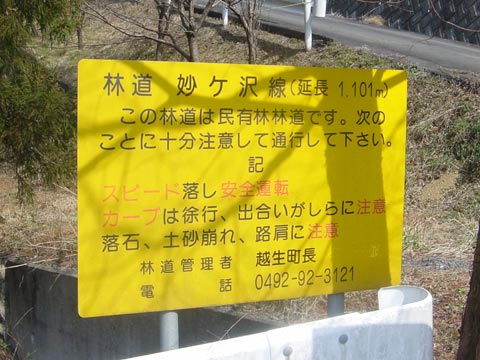 林道 妙ケ沢線(延長 1,101m)
この林道は民有林林道です。次の
ことに十分注意して通行して下さい。
記
スピード落し安全運転
カーブは徐行、出合いがしらに注意
落石、土砂崩れ、路肩に注意
林道管理者 越生町長
電話 0492-92-3121